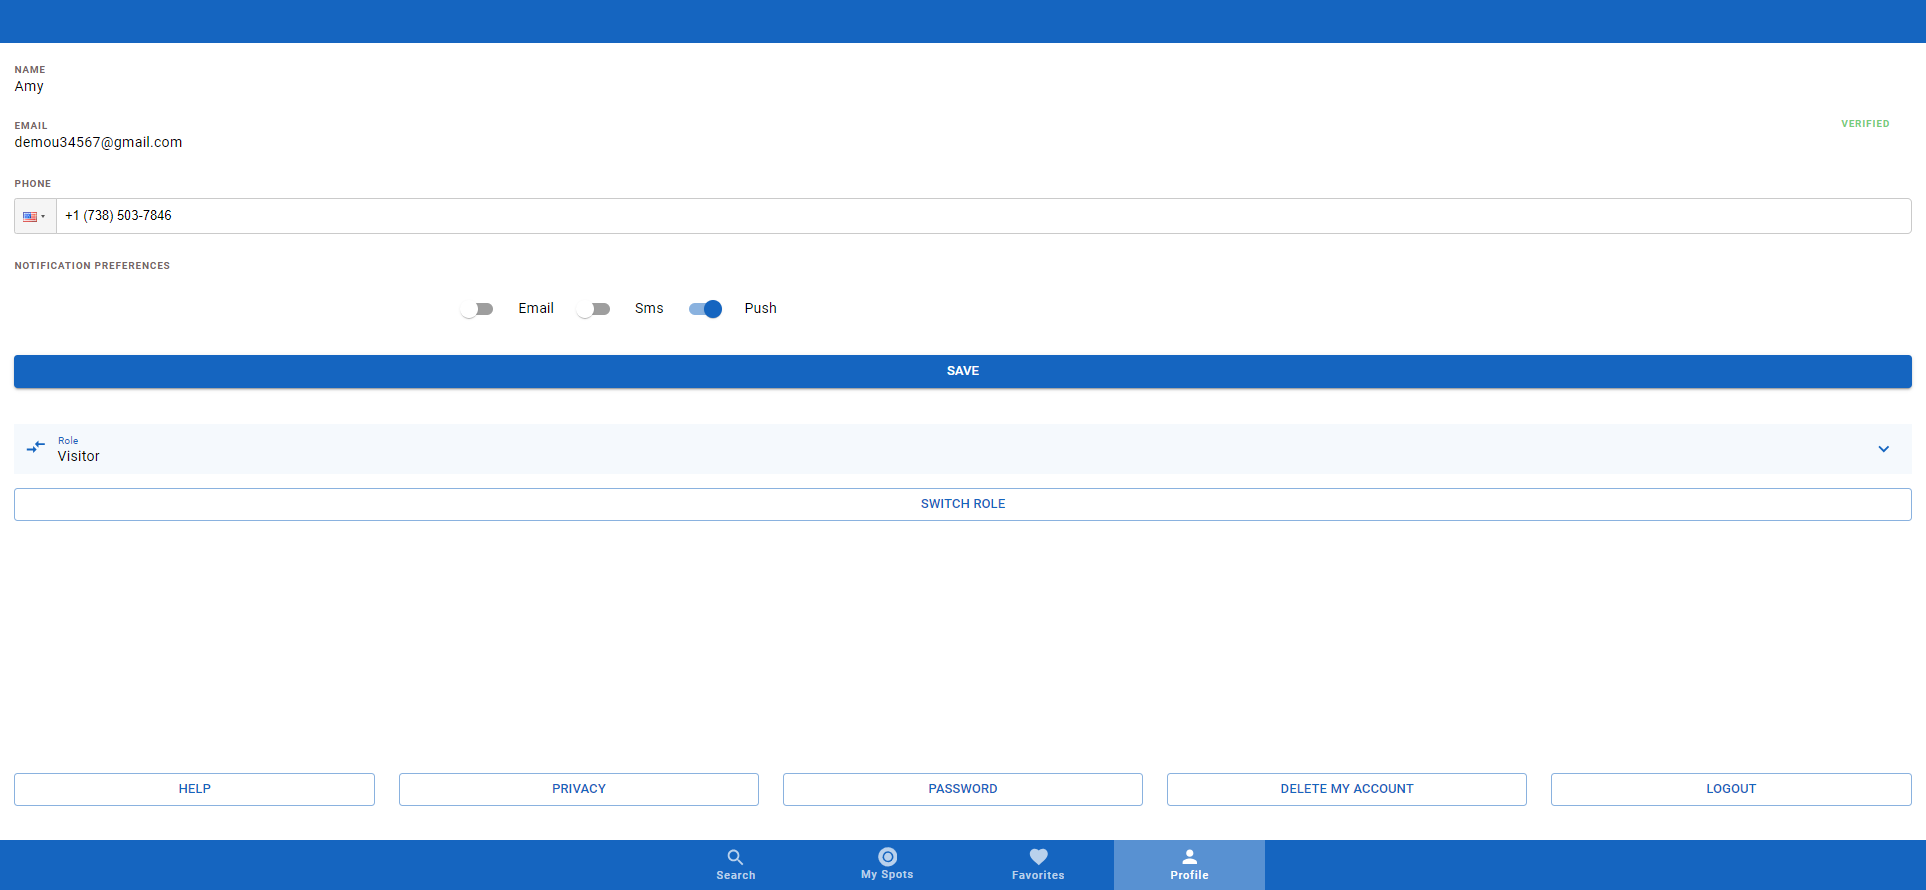 NAME
Amy
EMAIL
VERIFIED
demou34567@gmail.com
PHONE
+1 (738) 503-7846
NOTIFICATION PREFERENCES
Email Sms Push
SAVE
Role
Visitor
SWITCH ROLE
HELP PRIVACY PASSWORD DELETE MY ACCOUNT LOGOUT
Search My Spots Favorites Profile